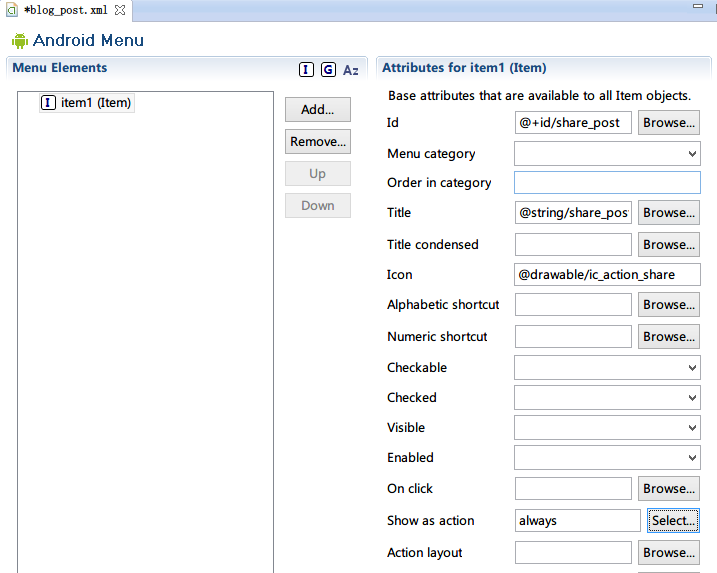 *blog_post.xml
Android Menu
Menu Elements
I G Az
I item1 (Item)
Add...
Remove...
Up
Down
Attributes for item1 (Item)
Base attributes that are available to all Item objects.
Id @+id/share_post Browse...
Menu category
Order in category
Title @string/share_pos Browse...
Title condensed Browse...
Icon @drawable/ic_action_share
Alphabetic shortcut Browse...
Numeric shortcut Browse...
Checkable
Checked
Visible
Enabled
On click Browse...
Show as action always Select...
Action layout Browse...